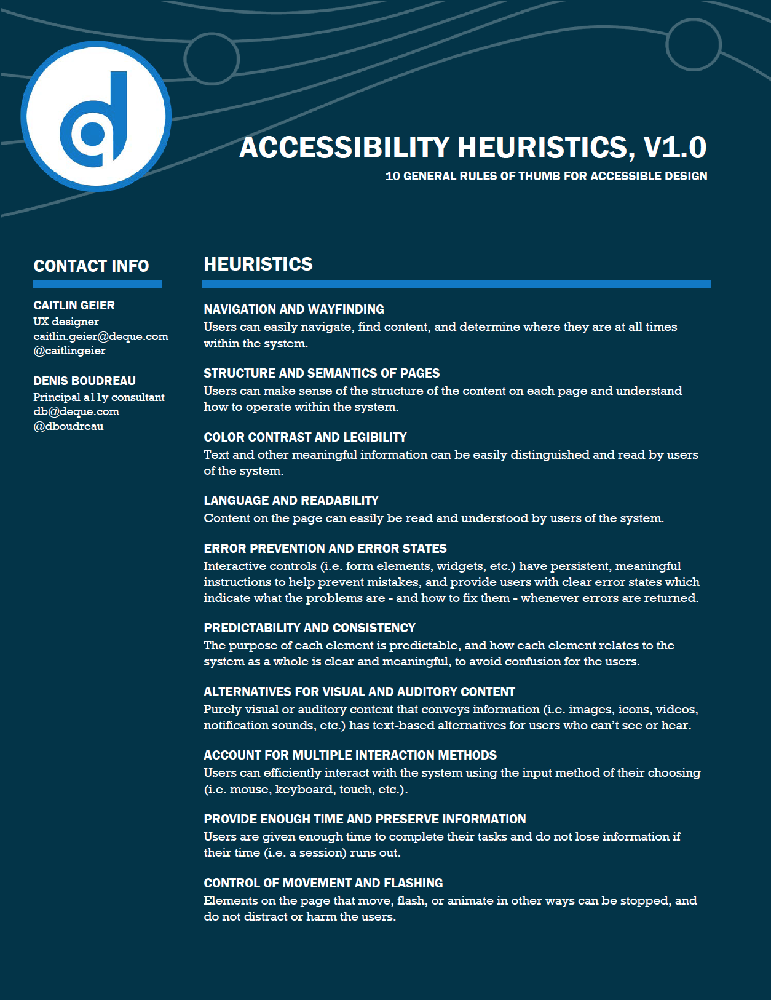 ACCESSIBILITY HEURISTICS, V1.0
10 GENERAL RULES OF THUMB FOR ACCESSIBLE DESIGN
CONTACT INFO
CAITLIN GEIER
UX designer
caitlin.geier@deque.com
@caitlingeier
DENIS BOUDREAU
Principal a11y consultant
db@deque.com
@dboudreau
HEURISTICS
NAVIGATION AND WAYFINDING
Users can easily navigate, find content, and determine where they are at all times
within the system.
STRUCTURE AND SEMANTICS OF PAGES
Users can make sense of the structure of the content on each page and understand
how to operate within the system.
COLOR CONTRAST AND LEGIBILITY
Text and other meaningful information can be easily distinguished and read by users
of the system.
LANGUAGE AND READABILITY
Content on the page can easily be read and understood by users of the system.
ERROR PREVENTION AND ERROR STATES
Interactive controls (i.e. form elements, widgets, etc.) have persistent, meaningful
instructions to help prevent mistakes, and provide users with clear error states which
indicate what the problems are - and how to fix them - whenever errors are returned.
PREDICTABILITY AND CONSISTENCY
The purpose of each element is predictable, and how each element relates to the
system as a whole is clear and meaningful, to avoid confusion for the users.
ALTERNATIVES FOR VISUAL AND AUDITORY CONTENT
Purely visual or auditory content that conveys information (i.e. images, icons, videos,
notification sounds, etc.) has text-based alternatives for users who can’t see or hear.
ACCOUNT FOR MULTIPLE INTERACTION METHODS
Users can efficiently interact with the system using the input method of their choosing
(i.e. mouse, keyboard, touch, etc.).
PROVIDE ENOUGH TIME AND PRESERVE INFORMATION
Users are given enough time to complete their tasks and do not lose information if
their time (i.e. a session) runs out.
CONTROL OF MOVEMENT AND FLASHING
Elements on the page that move, flash, or animate in other ways can be stopped, and
do not distract or harm the users.